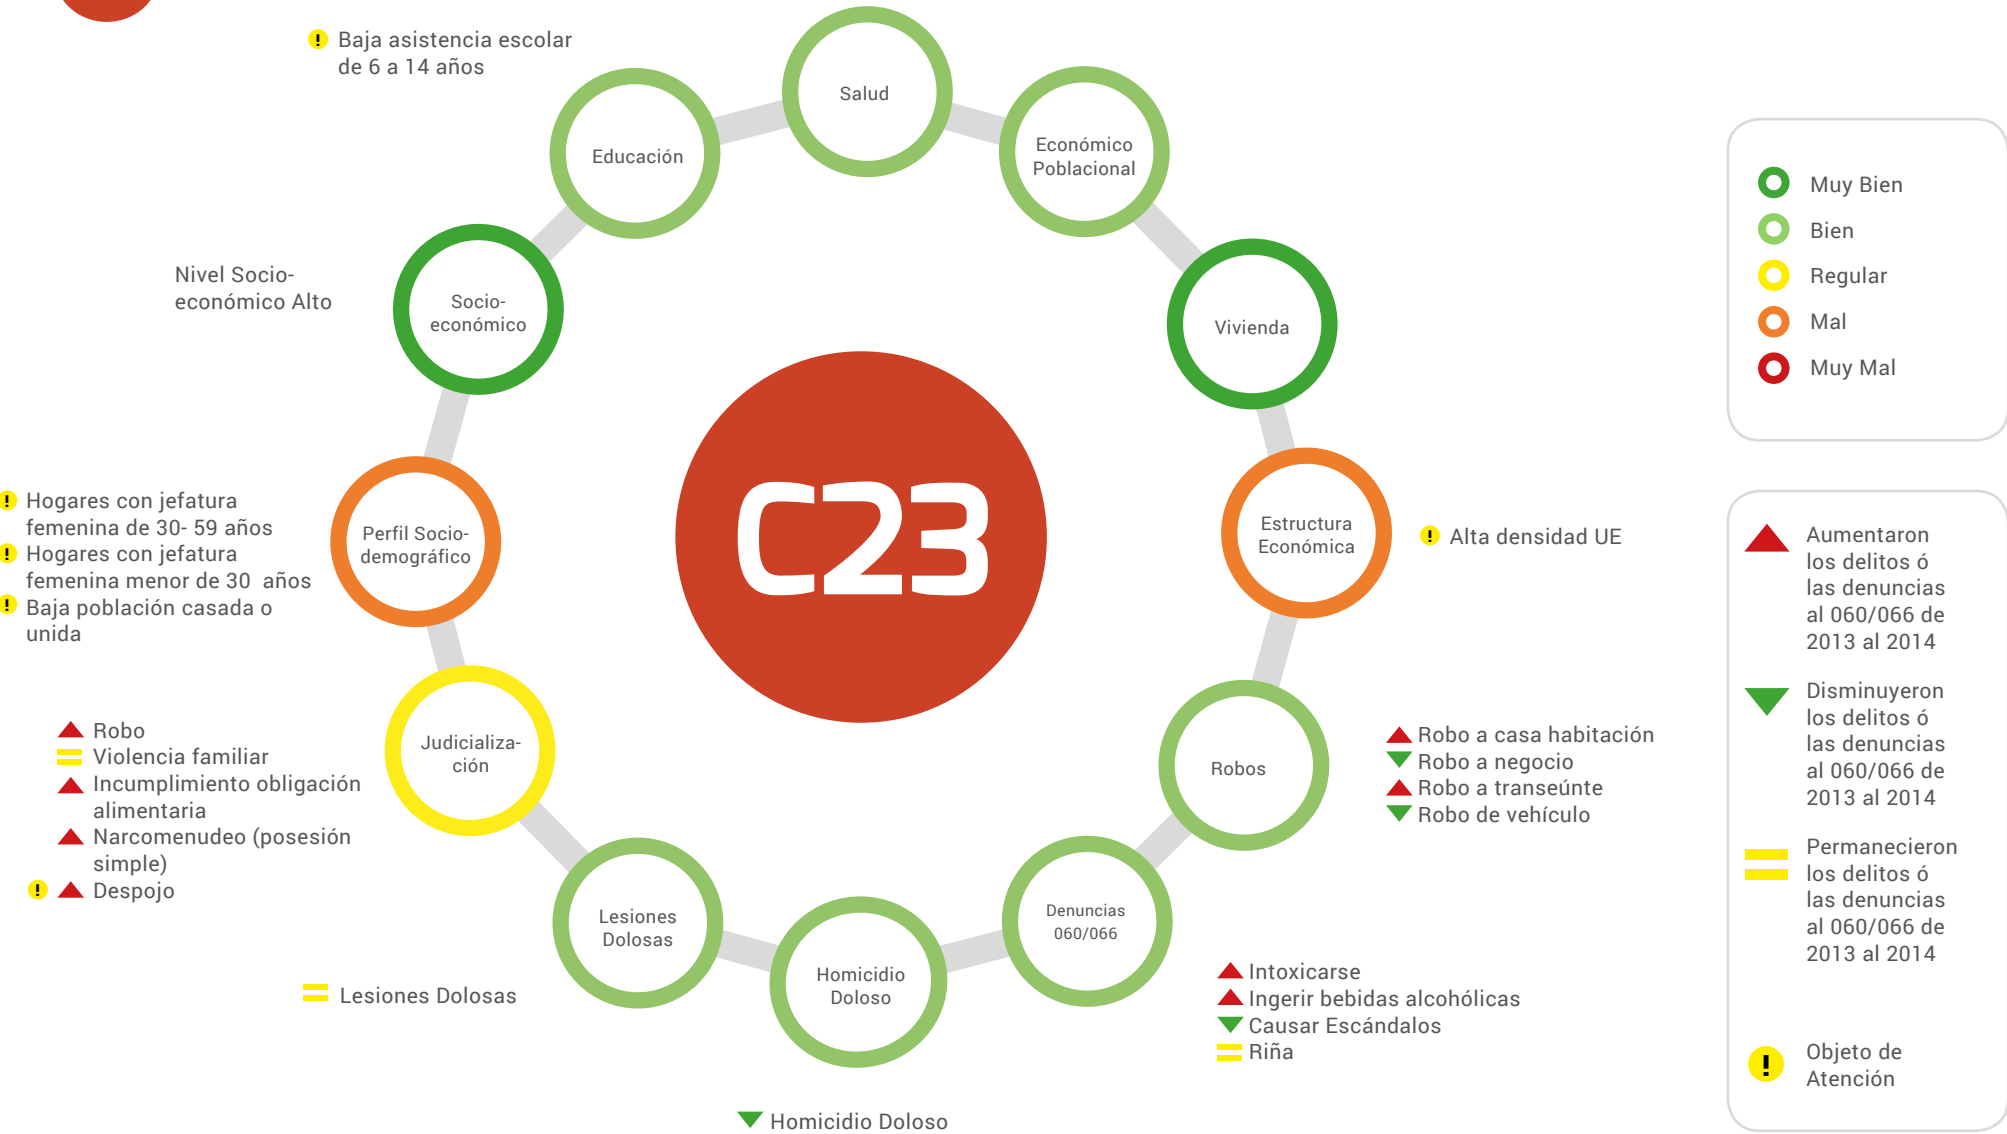 ! Baja asistencia escolar
de 6 a 14 años
Salud
Educación
Económico
Poblacional
Nivel Socio-
económico Alto
Socio-
económico
Vivienda
C23
! Hogares con jefatura
femenina de 30- 59 años
! Hogares con jefatura
femenina menor de 30 años
! Baja población casada o
unida
Perfil Socio-
demográfico
Estructura
Económica
! Alta densidad UE
Robo
Violencia familiar
Incumplimiento obligación
alimentaria
Narcomenudeo (posesión
simple)
! Despojo
Judicializa-
ción
Robos
Robo a casa habitación
Robo a negocio
Robo a transeúnte
Robo de vehículo
Lesiones
Dolosas
Lesiones Dolosas
Homicidio
Doloso
Homicidio Doloso
Denuncias
060/066
Intoxicarse
Ingerir bebidas alcohólicas
Causar Escándalos
Riña
Muy Bien
Bien
Regular
Mal
Muy Mal
Aumentaron
los delitos ó
las denuncias
al 060/066 de
2013 al 2014
Disminuyeron
los delitos ó
las denuncias
al 060/066 de
2013 al 2014
Permanecieron
los delitos ó
las denuncias
al 060/066 de
2013 al 2014
! Objeto de
Atención